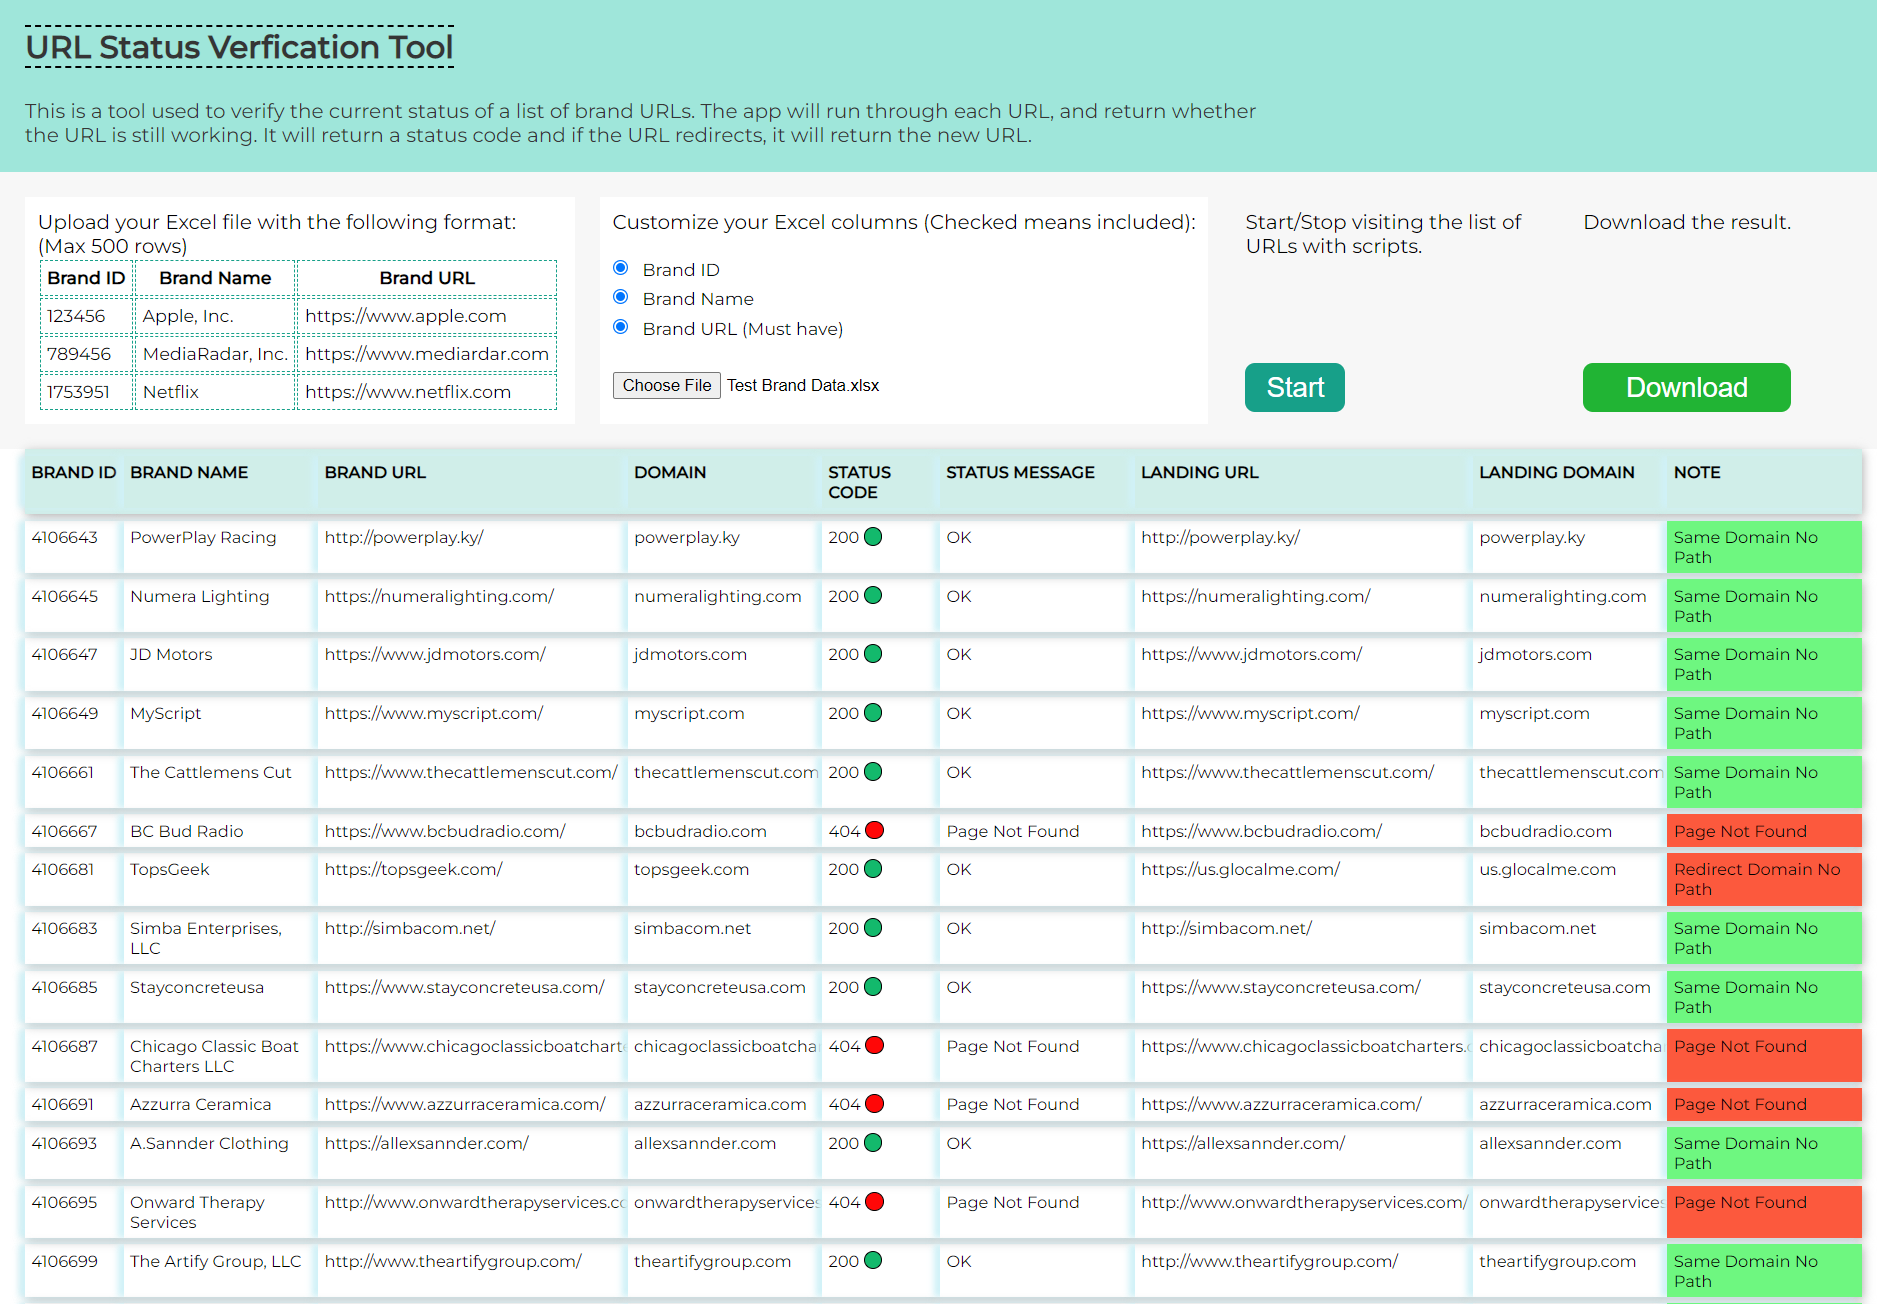 URL Status Verfication Tool
This is a tool used to verify the current status of a list of brand URLs. The app will run through each URL, and return whether
the URL is still working. It will return a status code and if the URL redirects, it will return the new URL.
Upload your Excel file with the following format:
(Max 500 rows)
Brand ID Brand Name Brand URL
123456 Apple, Inc. https://www.apple.com
789456 MediaRadar, Inc. https://www.mediardar.com
1753951 Netflix https://www.netflix.com
Customize your Excel columns (Checked means included):
Brand ID
Brand Name
Brand URL (Must have)
Choose File Test Brand Data.xlsx
Start/Stop visiting the list of
URLs with scripts.
Start
Download the result.
Download
BRAND ID BRAND NAME BRAND URL DOMAIN STATUS CODE STATUS MESSAGE LANDING URL LANDING DOMAIN NOTE
4106643 PowerPlay Racing http://powerplay.ky/ powerplay.ky 200 OK http://powerplay.ky/ powerplay.ky Same Domain No Path
4106645 Numera Lighting https://numeralighting.com/ numeralighting.com 200 OK https://numeralighting.com/ numeralighting.com Same Domain No Path
4106647 JD Motors https://www.jdmotors.com/ jdmotors.com 200 OK https://www.jdmotors.com/ jdmotors.com Same Domain No Path
4106649 MyScript https://www.myscript.com/ myscript.com 200 OK https://www.myscript.com/ myscript.com Same Domain No Path
4106661 The Cattlemens Cut https://www.thecattlemenscut.com/ thecattlemenscut.com 200 OK https://www.thecattlemenscut.com/ thecattlemenscut.com Same Domain No Path
4106667 BC Bud Radio https://www.bcbudradio.com/ bcbudradio.com 404 Page Not Found https://www.bcbudradio.com/ bcbudradio.com Page Not Found
4106681 TopsGeek https://topsgeek.com/ topsgeek.com 200 OK https://us.glocalme.com/ us.glocalme.com Redirect Domain No Path
4106683 Simba Enterprises, LLC http://simbacom.net/ simbacom.net 200 OK http://simbacom.net/ simbacom.net Same Domain No Path
4106685 Stayconcreteusa https://www.stayconcreteusa.com/ stayconcreteusa.com 200 OK https://www.stayconcreteusa.com/ stayconcreteusa.com Same Domain No Path
4106687 Chicago Classic Boat Charters LLC https://www.chicagoclassicboatchart chicagoclassicboatcha 404 Page Not Found https://www.chicagoclassicboatcharters.c chicagoclassicboatcha Page Not Found
4106691 Azzurra Ceramica https://www.azzurraceramica.com/ azzurraceramica.com 404 Page Not Found https://www.azzurraceramica.com/ azzurraceramica.com Page Not Found
4106693 A.Sannder Clothing https://allexsannder.com/ allexsannder.com 200 OK https://allexsannder.com/ allexsannder.com Same Domain No Path
4106695 Onward Therapy Services http://www.onwardtherapyservices.co onwardtherapyservices 404 Page Not Found http://www.onwardtherapyservices.com/ onwardtherapyservices Page Not Found
4106699 The Artify Group, LLC http://www.theartifygroup.com/ theartifygroup.com 200 OK http://www.theartifygroup.com/ theartifygroup.com Same Domain No Path